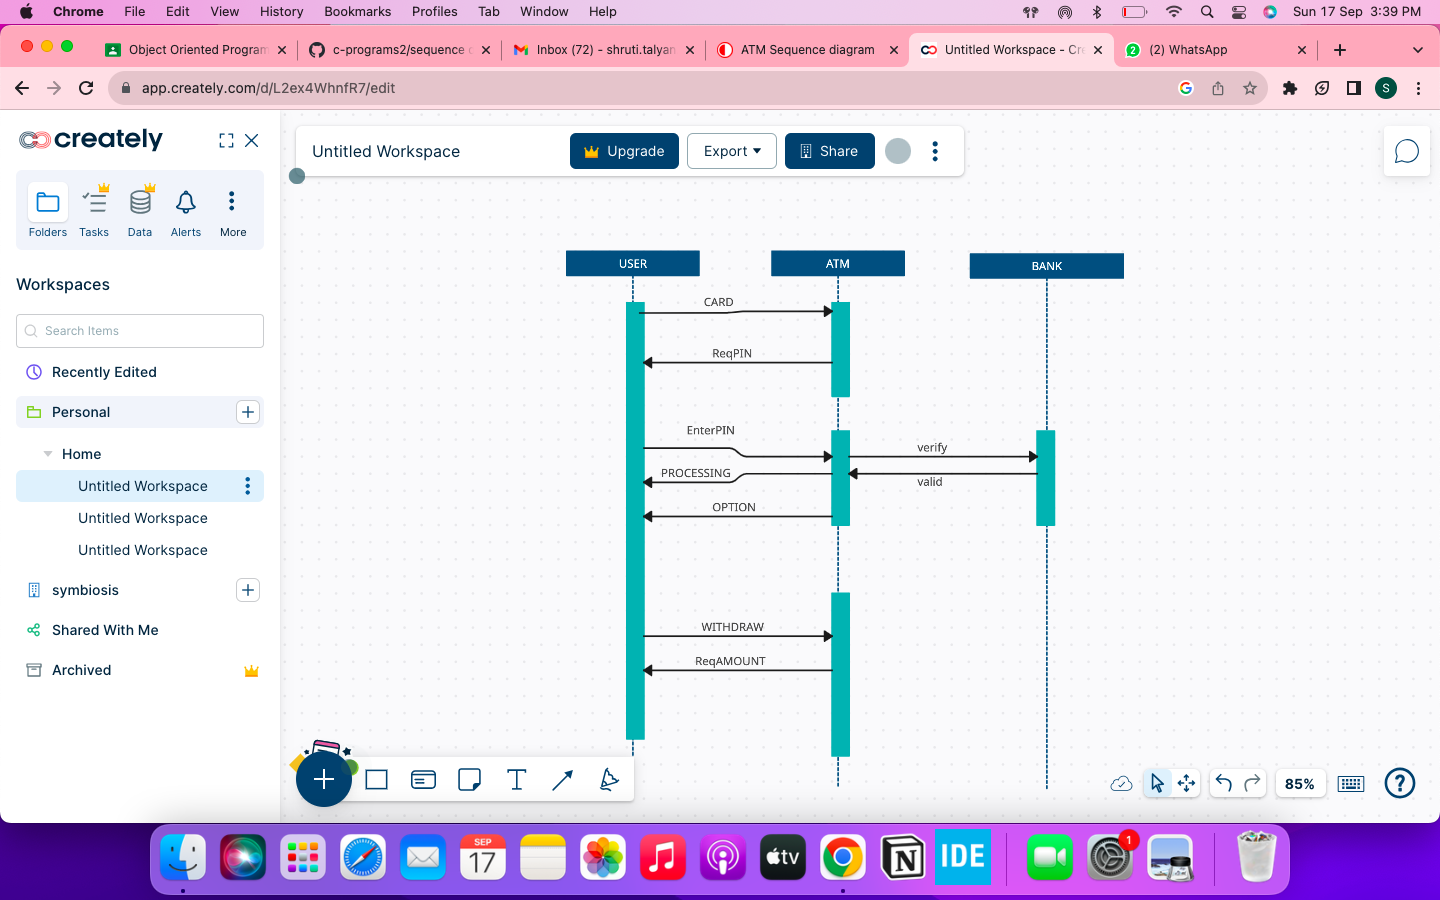 Chrome File Edit View History Bookmarks Profiles Tab Window Help Sun 17 Sep 3:39 PM
Object Oriented Program c-programs2/sequence Inbox (72) - shruti.talyan ATM Sequence diagram Untitled Workspace - Cre (2) WhatsApp
app.creately.com/d/L2ex4WhnfR7/edit S
creately
Untitled Workspace Upgrade Export Share
Folders Tasks Data Alerts More
Workspaces
Search Items
Recently Edited
Personal
Home
Untitled Workspace
Untitled Workspace
Untitled Workspace
symbiosis
Shared With Me
Archived
USER ATM BANK
CARD
ReqPIN
EnterPIN
verify
PROCESSING
valid
OPTION
WITHDRAW
ReqAMOUNT
T 85% ?
SEP
17
tv
N
IDE
1